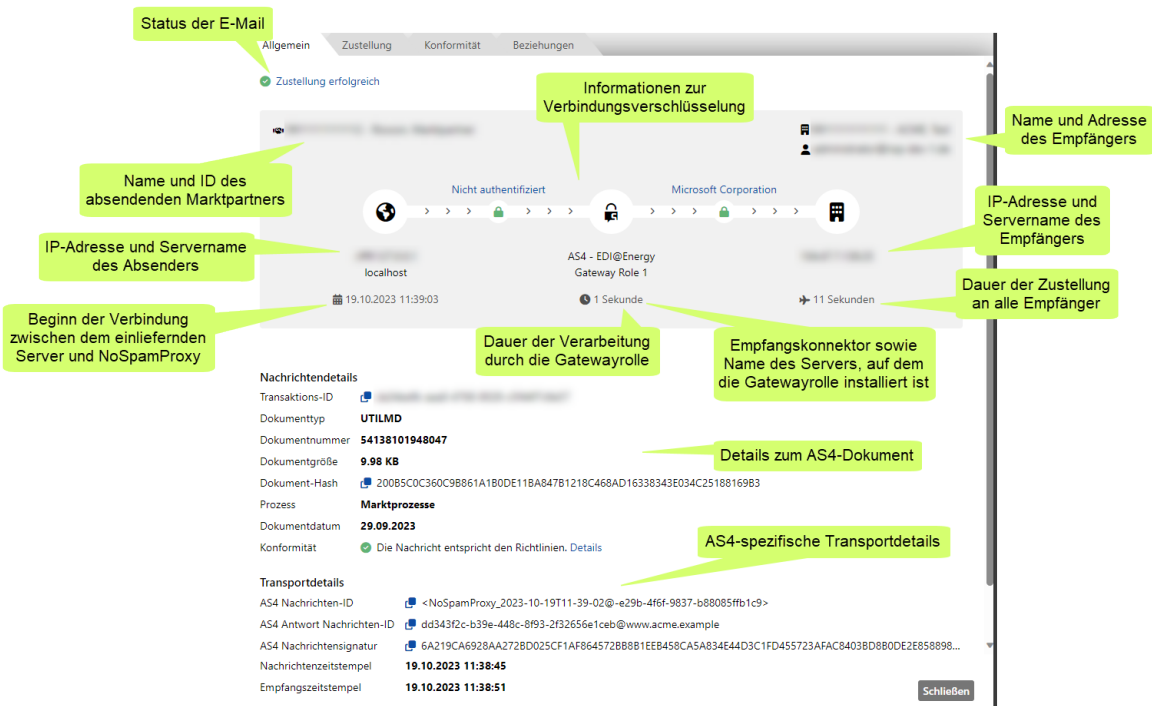 Status der E-Mail
Allgemein Zustellung Konformität Beziehungen
Zustellung erfolgreich
Informationen zur
Verbindungsverschlüsselung
Name und Adresse
des Empfängers
Name und ID des
absendenden Marktpartners
Nicht authentifiziert
Microsoft Corporation
IP-Adresse und
Servername des
Empfängers
IP-Adresse und Servername
des Absenders
localhost
AS4 - EDI@Energy
Gateway Role 1
19.10.2023 11:39:03
1 Sekunde
11 Sekunden
Dauer der Zustellung
an alle Empfänger
Beginn der Verbindung
zwischen dem einliefernden
Server und NoSpamProxy
Dauer der Verarbeitung
durch die Gatewayrolle
Empfangskonnektor sowie
Name des Servers, auf dem
die Gatewayrolle installiert ist
Nachrichtendetails
Transaktions-ID
Dokumenttyp UTILMD
Dokumentnummer 54138101948047
Dokumentgröße 9.98 KB
Details zum AS4-Dokument
Dokument-Hash 200B5C0C360C9B861A1B0DE11BA847B1218C468AD16338343E034C25188169B3
Prozess Marktprozesse
Dokumentdatum 29.09.2023
Konformität Die Nachricht entspricht den Richtlinien. Details
AS4-spezifische Transportdetails
Transportdetails
AS4 Nachrichten-ID <NoSpamProxy_2023-10-19T11-39-02@-e29b-4f6f-9837-b88085ffb1c9>
AS4 Antwort Nachrichten-ID dd343f2c-b39e-448c-8f93-2f32656e1ceb@www.acme.example
AS4 Nachrichtensignatur 6A219CA6928AA272BD025CF1AF864572BB8B1EEB458CA5A834E44D3C1FD455723AFAC8403BD8B0DE2E858898...
Nachrichtenzeitstempel 19.10.2023 11:38:45
Empfangszeitstempel 19.10.2023 11:38:51
Schließen